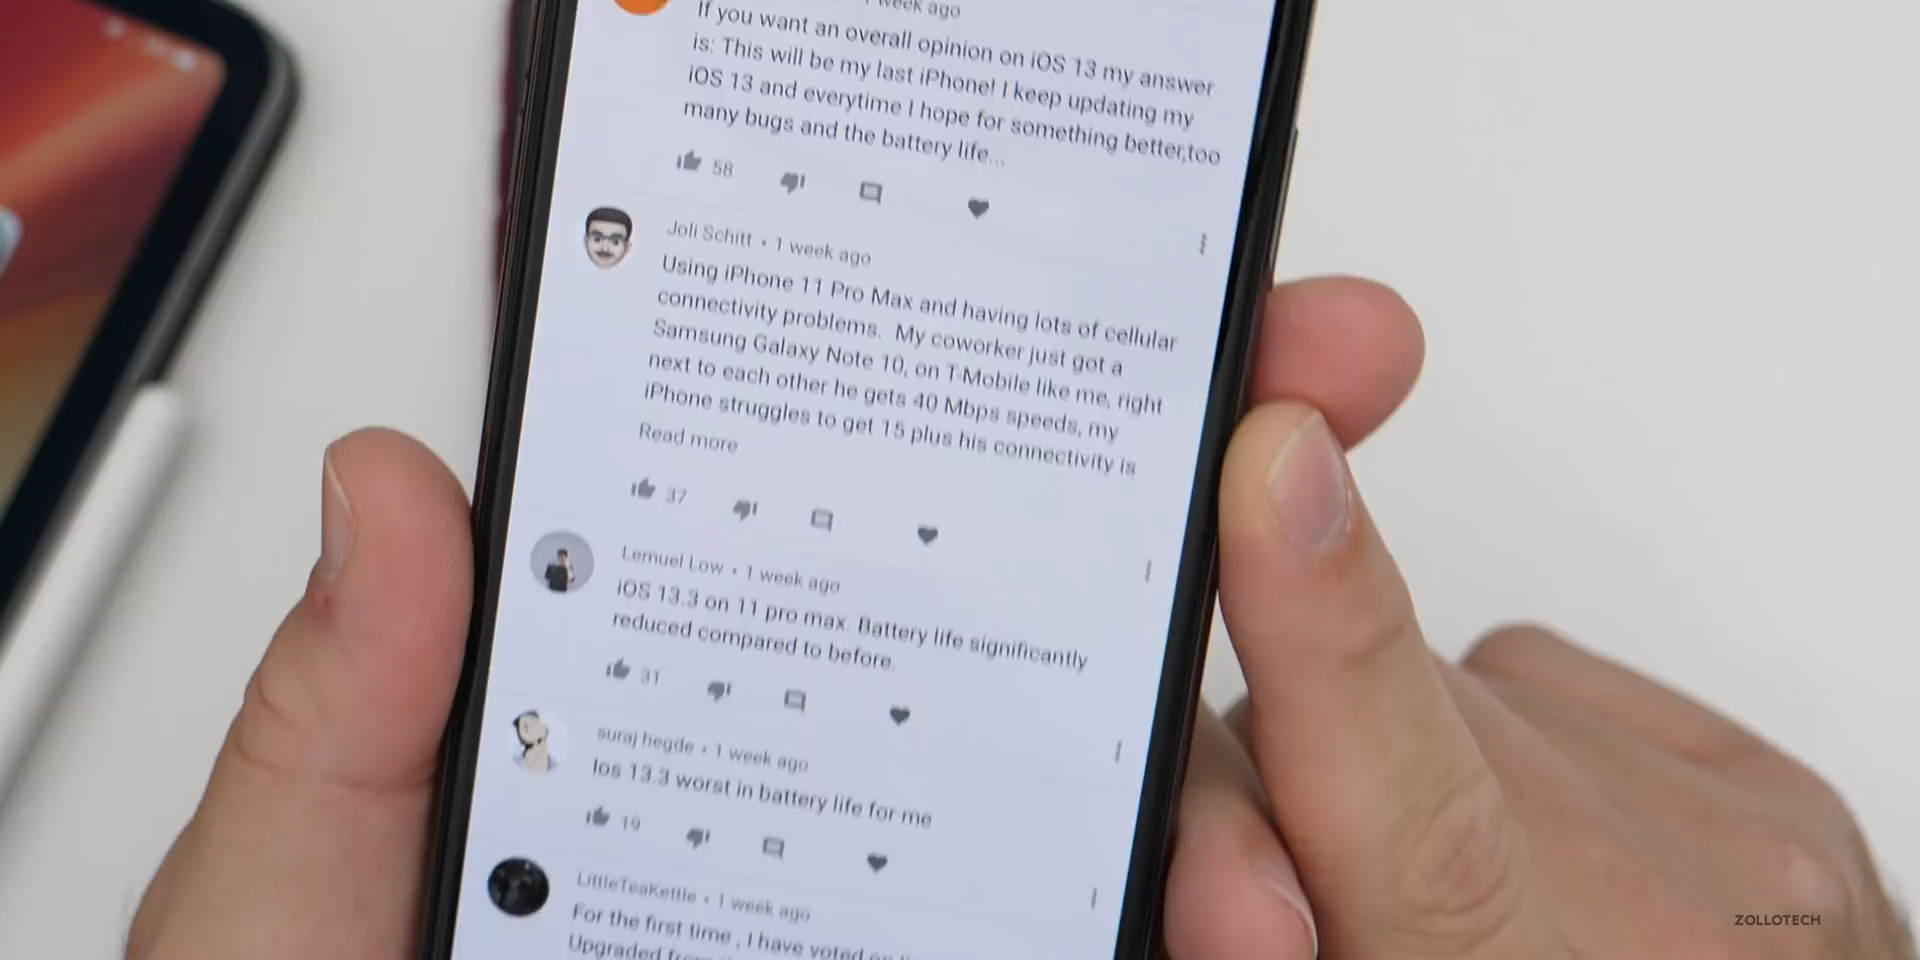 1 week ago
If you want an overall opinion on iOS 13 my answer
is: This will be my last iPhone! I keep updating my
iOS 13 and everytime I hope for something better,too
many bugs and the battery life...
58
Joli Schitt • 1 week ago
Using iPhone 11 Pro Max and having lots of cellular
connectivity problems. My coworker just got a
Samsung Galaxy Note 10, on T-Mobile like me, right
next to each other he gets 40 Mbps speeds, my
iPhone struggles to get 15 plus his connectivity is
Read more
37
Lemuel Low • 1 week ago
iOS 13.3 on 11 pro max. Battery life significantly
reduced compared to before.
31
suraj hegde • 1 week ago
Ios 13.3 worst in battery life for me
19
LittleTeaKettle • 1 week ago
For the first time , I have voted
Upgraded
ZOLLOTECH